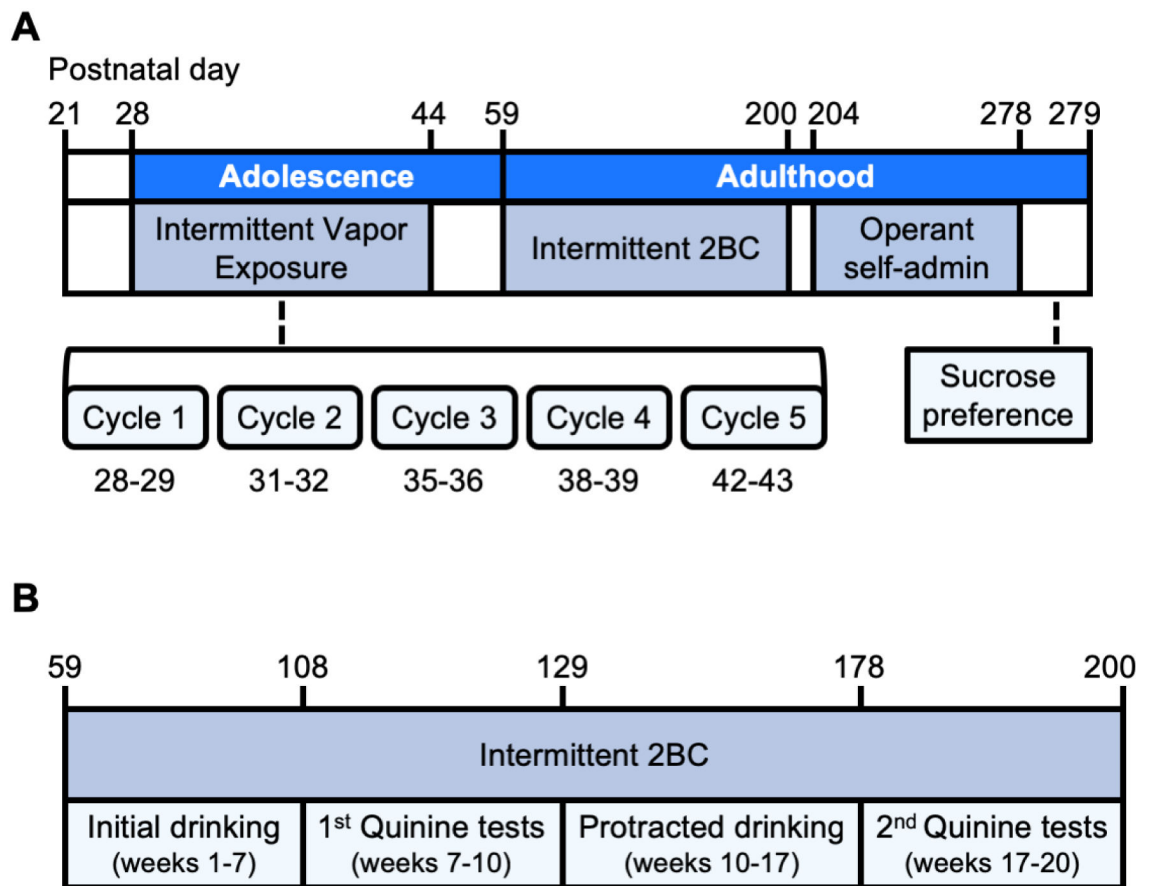 A
Postnatal day
21 28 44 59 200 204 278 279
Adolescence Adulthood
Intermittent Vapor
Exposure
Intermittent 2BC
Operant
self-admin
Cycle 1 Cycle 2 Cycle 3 Cycle 4 Cycle 5
28-29 31-32 35-36 38-39 42-43
Sucrose
preference
B
59 108 129 178 200
Intermittent 2BC
Initial drinking
(weeks 1-7)
1st Quinine tests
(weeks 7-10)
Protracted drinking
(weeks 10-17)
2nd Quinine tests
(weeks 17-20)